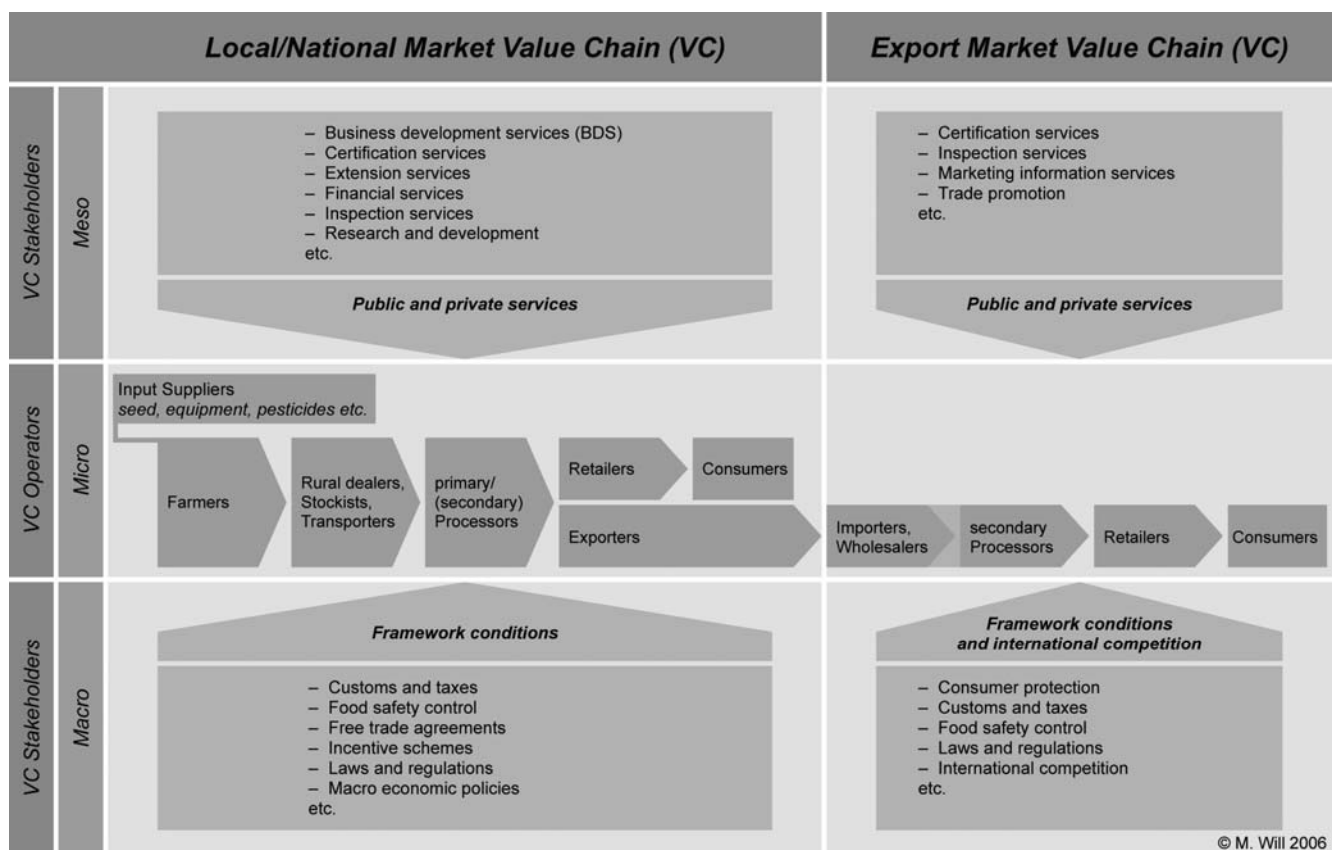 Local/National Market Value Chain (VC)
Export Market Value Chain (VC)
VC Stakeholders
Meso
– Business development services (BDS)
– Certification services
– Extension services
– Financial services
– Inspection services
– Research and development
etc.
Public and private services
– Certification services
– Inspection services
– Marketing information services
– Trade promotion
etc.
Public and private services
VC Operators
Micro
Input Suppliers
seed, equipment, pesticides etc.
Farmers
Rural dealers,
Stockists,
Transporters
primary/
(secondary)
Processors
Retailers
Consumers
Exporters
Importers,
Wholesalers
secondary
Processors
Retailers
Consumers
VC Stakeholders
Macro
Framework conditions
– Customs and taxes
– Food safety control
– Free trade agreements
– Incentive schemes
– Laws and regulations
– Macro economic policies
etc.
Framework conditions
and international competition
– Consumer protection
– Customs and taxes
– Food safety control
– Laws and regulations
– International competition
etc.
© M. Will 2006